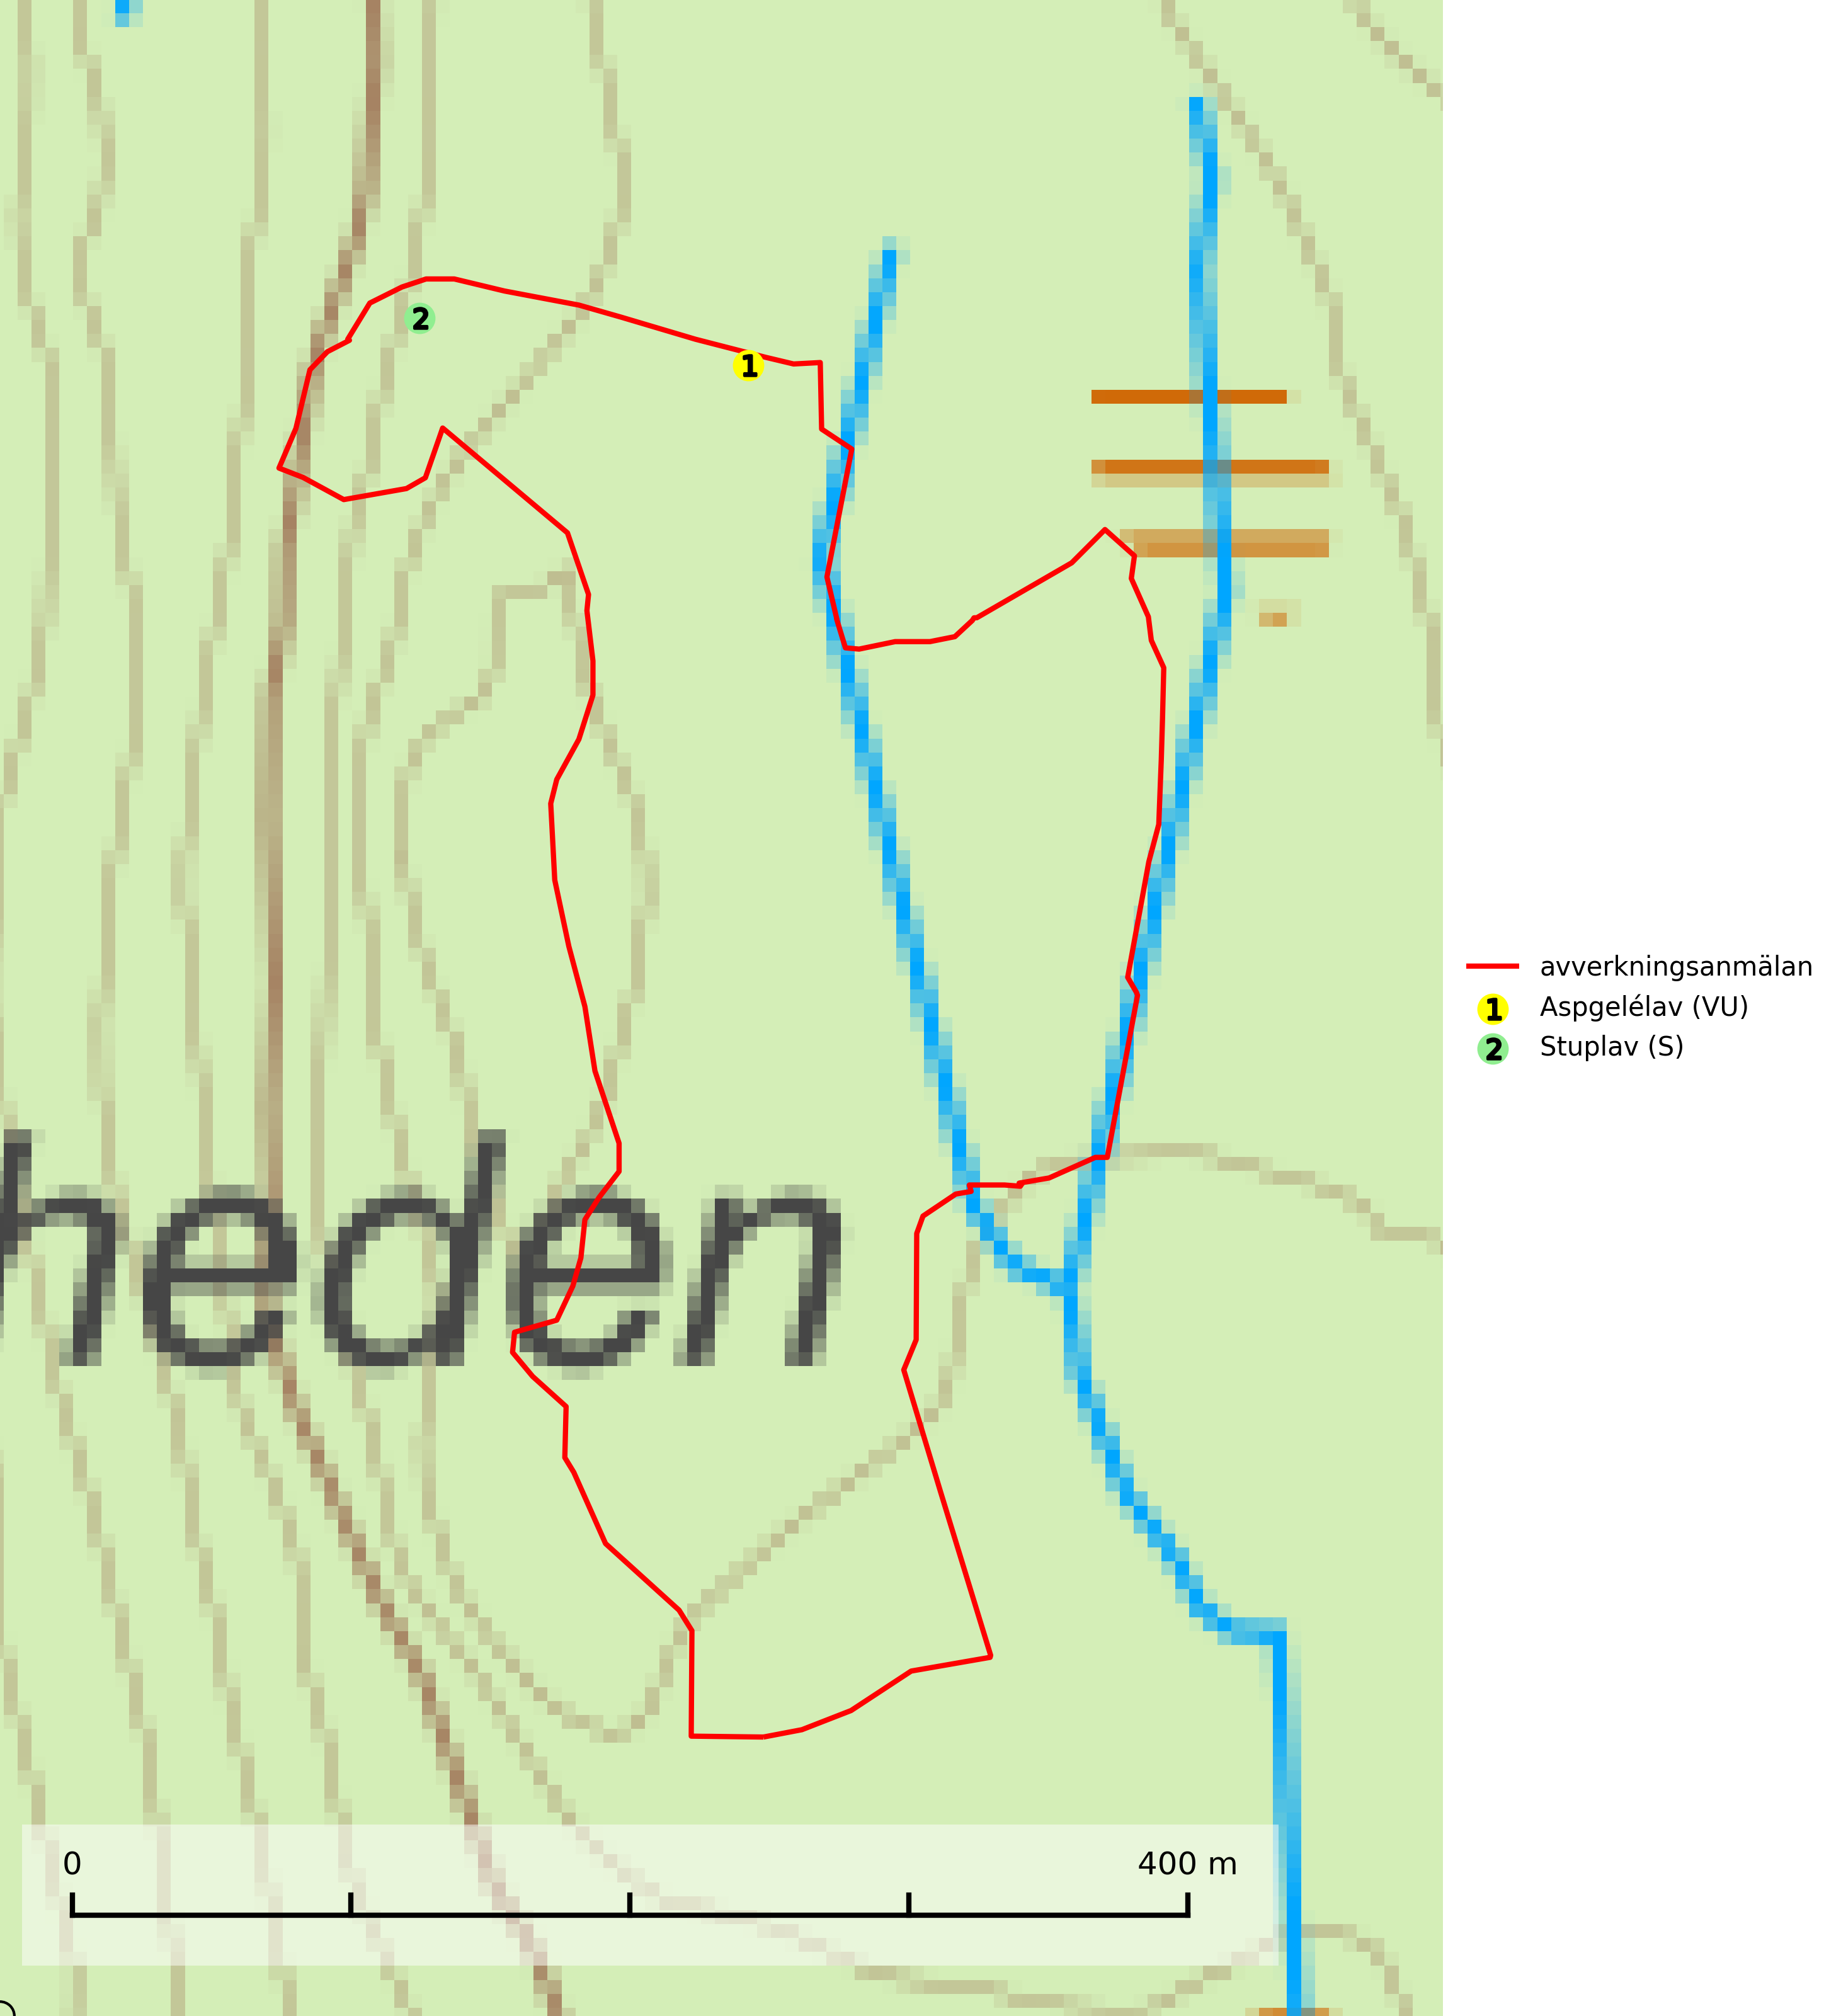 2
1
heden
avverkningsanmälan
1 Aspgelélav (VU)
2 Stuplav (S)
0 400 m